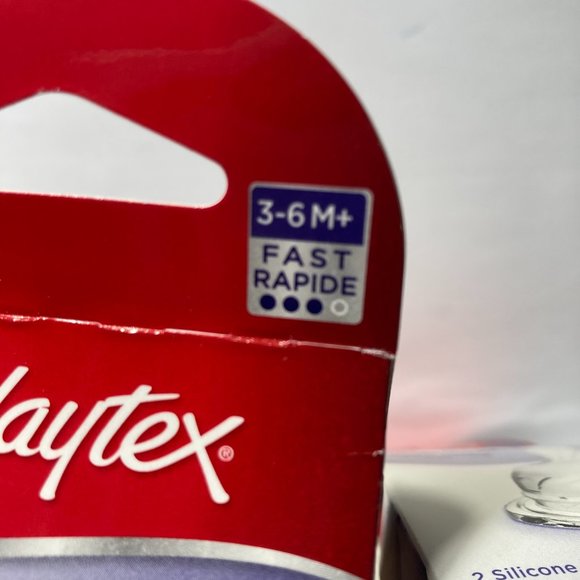 3-6 M+
FAST
RAPIDE
laytex®
2 Silicone